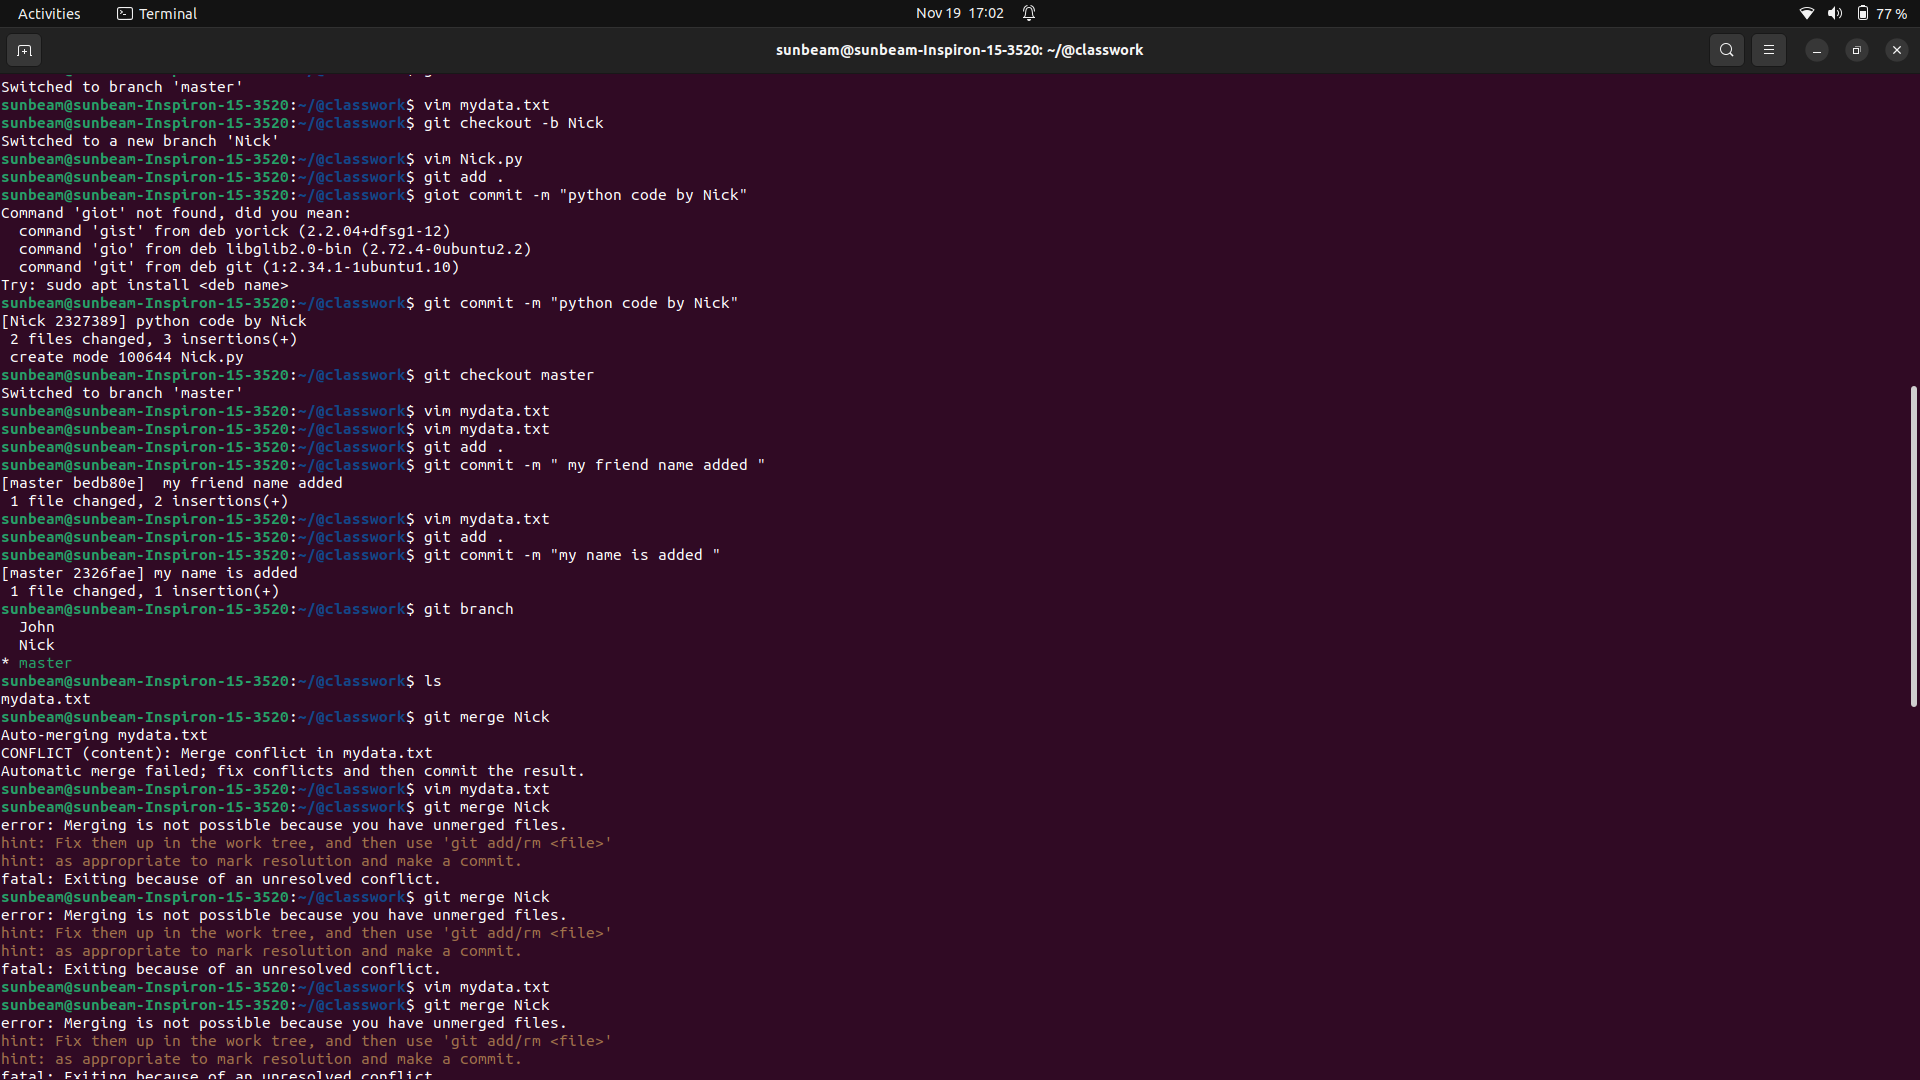 Activities Terminal Nov 19 17:02 77 %
sunbeam@sunbeam-Inspiron-15-3520: ~/@classwork
Switched to branch 'master'
sunbeam@sunbeam-Inspiron-15-3520:~/@classwork$ vim mydata.txt
sunbeam@sunbeam-Inspiron-15-3520:~/@classwork$ git checkout -b Nick
Switched to a new branch 'Nick'
sunbeam@sunbeam-Inspiron-15-3520:~/@classwork$ vim Nick.py
sunbeam@sunbeam-Inspiron-15-3520:~/@classwork$ git add .
sunbeam@sunbeam-Inspiron-15-3520:~/@classwork$ giot commit -m "python code by Nick"
Command 'giot' not found, did you mean:
  command 'gist' from deb yorick (2.2.04+dfsg1-12)
  command 'gio' from deb libglib2.0-bin (2.72.4-0ubuntu2.2)
  command 'git' from deb git (1:2.34.1-1ubuntu1.10)
Try: sudo apt install <deb name>
sunbeam@sunbeam-Inspiron-15-3520:~/@classwork$ git commit -m "python code by Nick"
[Nick 2327389] python code by Nick
 2 files changed, 3 insertions(+)
 create mode 100644 Nick.py
sunbeam@sunbeam-Inspiron-15-3520:~/@classwork$ git checkout master
Switched to branch 'master'
sunbeam@sunbeam-Inspiron-15-3520:~/@classwork$ vim mydata.txt
sunbeam@sunbeam-Inspiron-15-3520:~/@classwork$ vim mydata.txt
sunbeam@sunbeam-Inspiron-15-3520:~/@classwork$ git add .
sunbeam@sunbeam-Inspiron-15-3520:~/@classwork$ git commit -m " my friend name added "
[master bedb80e]  my friend name added
 1 file changed, 2 insertions(+)
sunbeam@sunbeam-Inspiron-15-3520:~/@classwork$ vim mydata.txt
sunbeam@sunbeam-Inspiron-15-3520:~/@classwork$ git add .
sunbeam@sunbeam-Inspiron-15-3520:~/@classwork$ git commit -m "my name is added "
[master 2326fae] my name is added
 1 file changed, 1 insertion(+)
sunbeam@sunbeam-Inspiron-15-3520:~/@classwork$ git branch
  John
  Nick
* master
sunbeam@sunbeam-Inspiron-15-3520:~/@classwork$ ls
mydata.txt
sunbeam@sunbeam-Inspiron-15-3520:~/@classwork$ git merge Nick
Auto-merging mydata.txt
CONFLICT (content): Merge conflict in mydata.txt
Automatic merge failed; fix conflicts and then commit the result.
sunbeam@sunbeam-Inspiron-15-3520:~/@classwork$ vim mydata.txt
sunbeam@sunbeam-Inspiron-15-3520:~/@classwork$ git merge Nick
error: Merging is not possible because you have unmerged files.
hint: Fix them up in the work tree, and then use 'git add/rm <file>'
hint: as appropriate to mark resolution and make a commit.
fatal: Exiting because of an unresolved conflict.
sunbeam@sunbeam-Inspiron-15-3520:~/@classwork$ git merge Nick
error: Merging is not possible because you have unmerged files.
hint: Fix them up in the work tree, and then use 'git add/rm <file>'
hint: as appropriate to mark resolution and make a commit.
fatal: Exiting because of an unresolved conflict.
sunbeam@sunbeam-Inspiron-15-3520:~/@classwork$ vim mydata.txt
sunbeam@sunbeam-Inspiron-15-3520:~/@classwork$ git merge Nick
error: Merging is not possible because you have unmerged files.
hint: Fix them up in the work tree, and then use 'git add/rm <file>'
hint: as appropriate to mark resolution and make a commit.
fatal: Exiting because of an unresolved conflict.